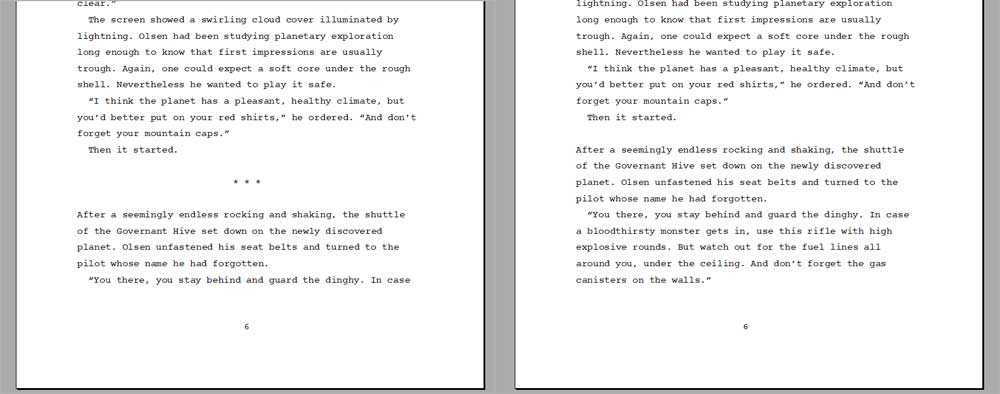 clear.”
The screen showed a swirling cloud cover illuminated by
lightning. Olsen had been studying planetary exploration
long enough to know that first impressions are usually
trough. Again, one could expect a soft core under the rough
shell. Nevertheless he wanted to play it safe.
“I think the planet has a pleasant, healthy climate, but
you’d better put on your red shirts,” he ordered. “And don’t
forget your mountain caps.”
Then it started.
* * *
After a seemingly endless rocking and shaking, the shuttle
of the Governant Hive set down on the newly discovered
planet. Olsen unfastened his seat belts and turned to the
pilot whose name he had forgotten.
“You there, you stay behind and guard the dinghy. In case
6
lightning. Olsen had been studying planetary exploration
long enough to know that first impressions are usually
trough. Again, one could expect a soft core under the rough
shell. Nevertheless he wanted to play it safe.
“I think the planet has a pleasant, healthy climate, but
you’d better put on your red shirts,” he ordered. “And don’t
forget your mountain caps.”
Then it started.
After a seemingly endless rocking and shaking, the shuttle
of the Governant Hive set down on the newly discovered
planet. Olsen unfastened his seat belts and turned to the
pilot whose name he had forgotten.
“You there, you stay behind and guard the dinghy. In case
a bloodthirsty monster gets in, use this rifle with high
explosive rounds. But watch out for the fuel lines all
around you, under the ceiling. And don’t forget the gas
canisters on the walls.”
6